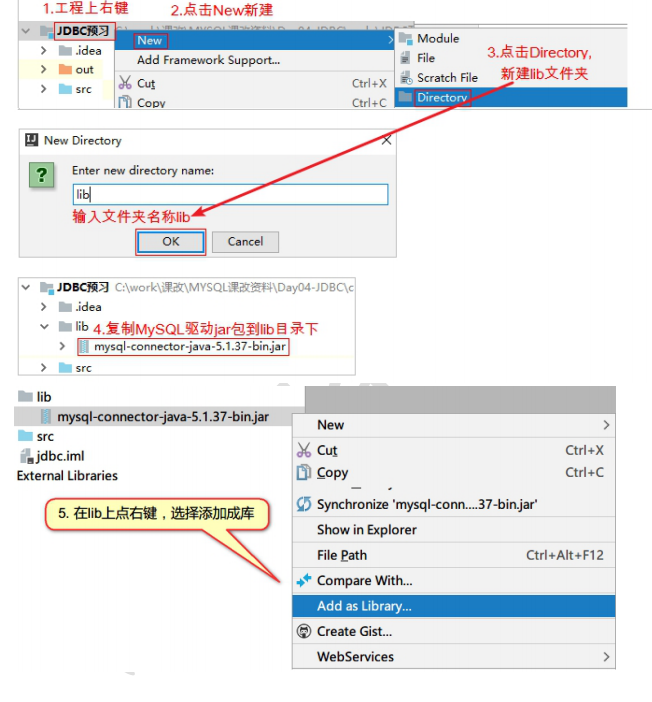 1.工程上右键
2.点击New新建
JDBC预习
New
Module
.idea
Add Framework Support...
File
3.点击Directory,
新建lib文件夹
out
Cut
Ctrl+X
Scratch File
src
Copy
Ctrl+C
Directory
New Directory
Enter new directory name:
lib
输入文件夹名称lib
OK
Cancel
JDBC预习 C:\work\课改\MYSQL课改资料\Day04-JDBC\c
.idea
lib
4.复制MySQL驱动jar包到lib目录下
mysql-connector-java-5.1.37-bin.jar
src
lib
mysql-connector-java-5.1.37-bin.jar
New
src
Cut
Ctrl+X
jdbc.iml
Copy
Ctrl+C
External Libraries
Synchronize 'mysql-conn....37-bin.jar'
5. 在lib上点右键，选择添加成库
Show in Explorer
File Path
Ctrl+Alt+F12
Compare With...
Add as Library...
Create Gist...
WebServices